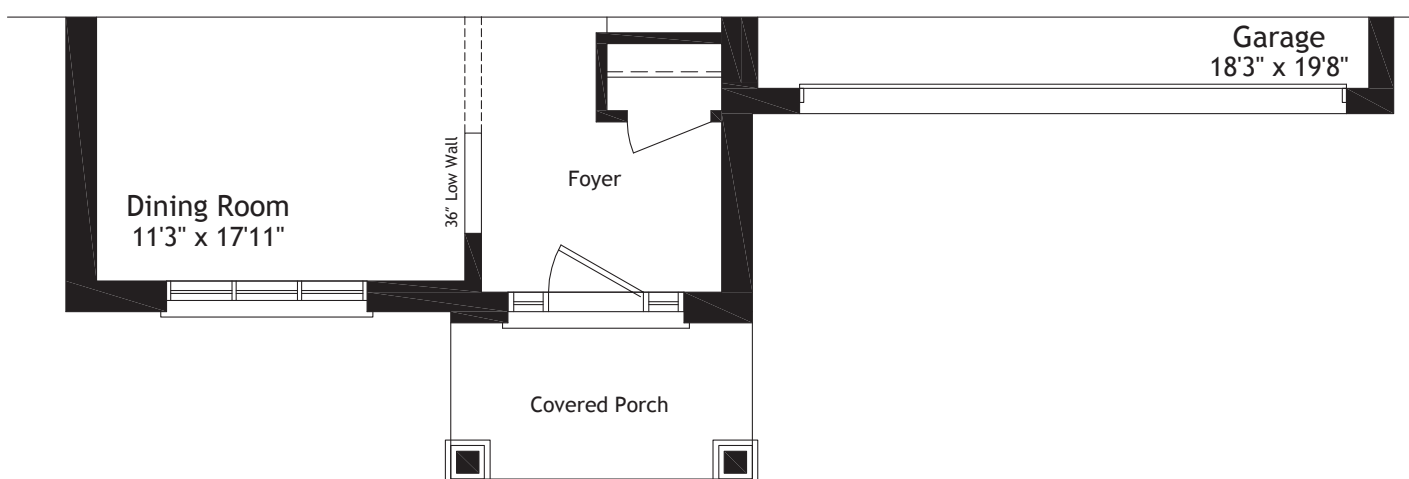 Garage
18'3" x 19'8"
36" Low Wall
Foyer
Dining Room
11'3" x 17'11"
Covered Porch